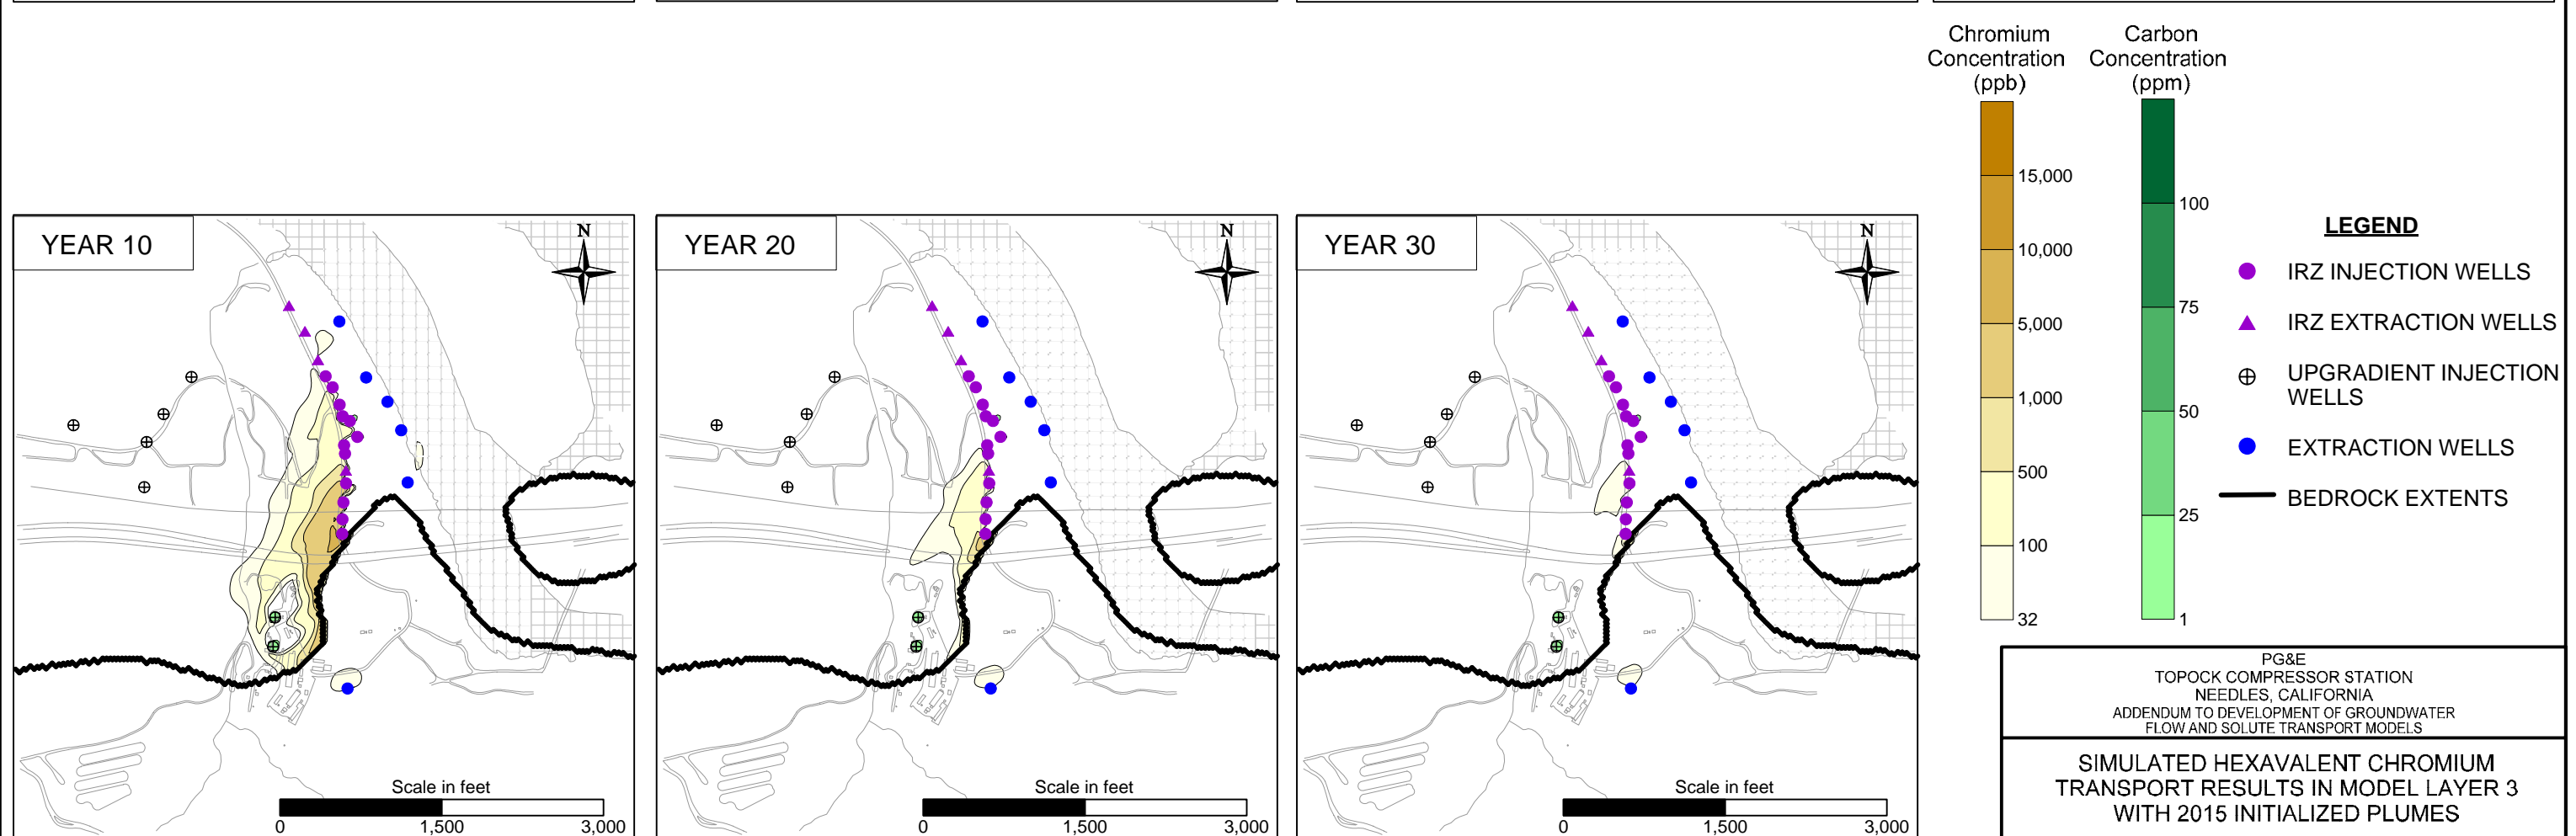 Chromium
Concentration
(ppb)
15,000
10,000
5,000
1,000
500
100
32
Carbon
Concentration
(ppm)
100
75
50
25
1
LEGEND
IRZ INJECTION WELLS
IRZ EXTRACTION WELLS
UPGRADIENT INJECTION
WELLS
EXTRACTION WELLS
BEDROCK EXTENTS
YEAR 10
N
Scale in feet
0 1,500 3,000
YEAR 20
N
Scale in feet
0 1,500 3,000
YEAR 30
N
Scale in feet
0 1,500 3,000
PG&E
TOPOCK COMPRESSOR STATION
NEEDLES, CALIFORNIA
ADDENDUM TO DEVELOPMENT OF GROUNDWATER
FLOW AND SOLUTE TRANSPORT MODELS
SIMULATED HEXAVALENT CHROMIUM
TRANSPORT RESULTS IN MODEL LAYER 3
WITH 2015 INITIALIZED PLUMES